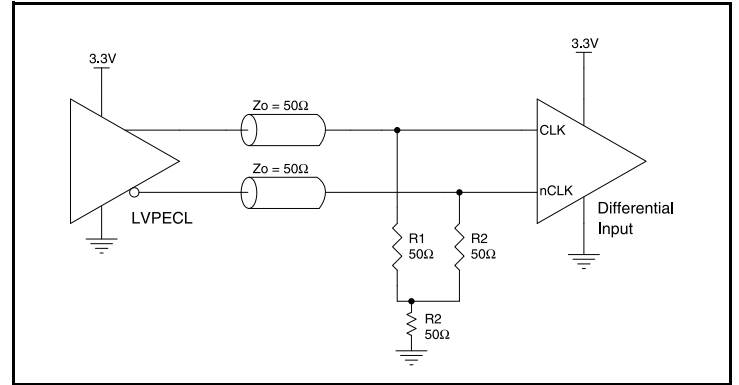 3.3V
3.3V
Zo = 50Ω
CLK
Zo = 50Ω
nCLK
LVPECL
Differential
Input
R1
50Ω
R2
50Ω
R2
50Ω